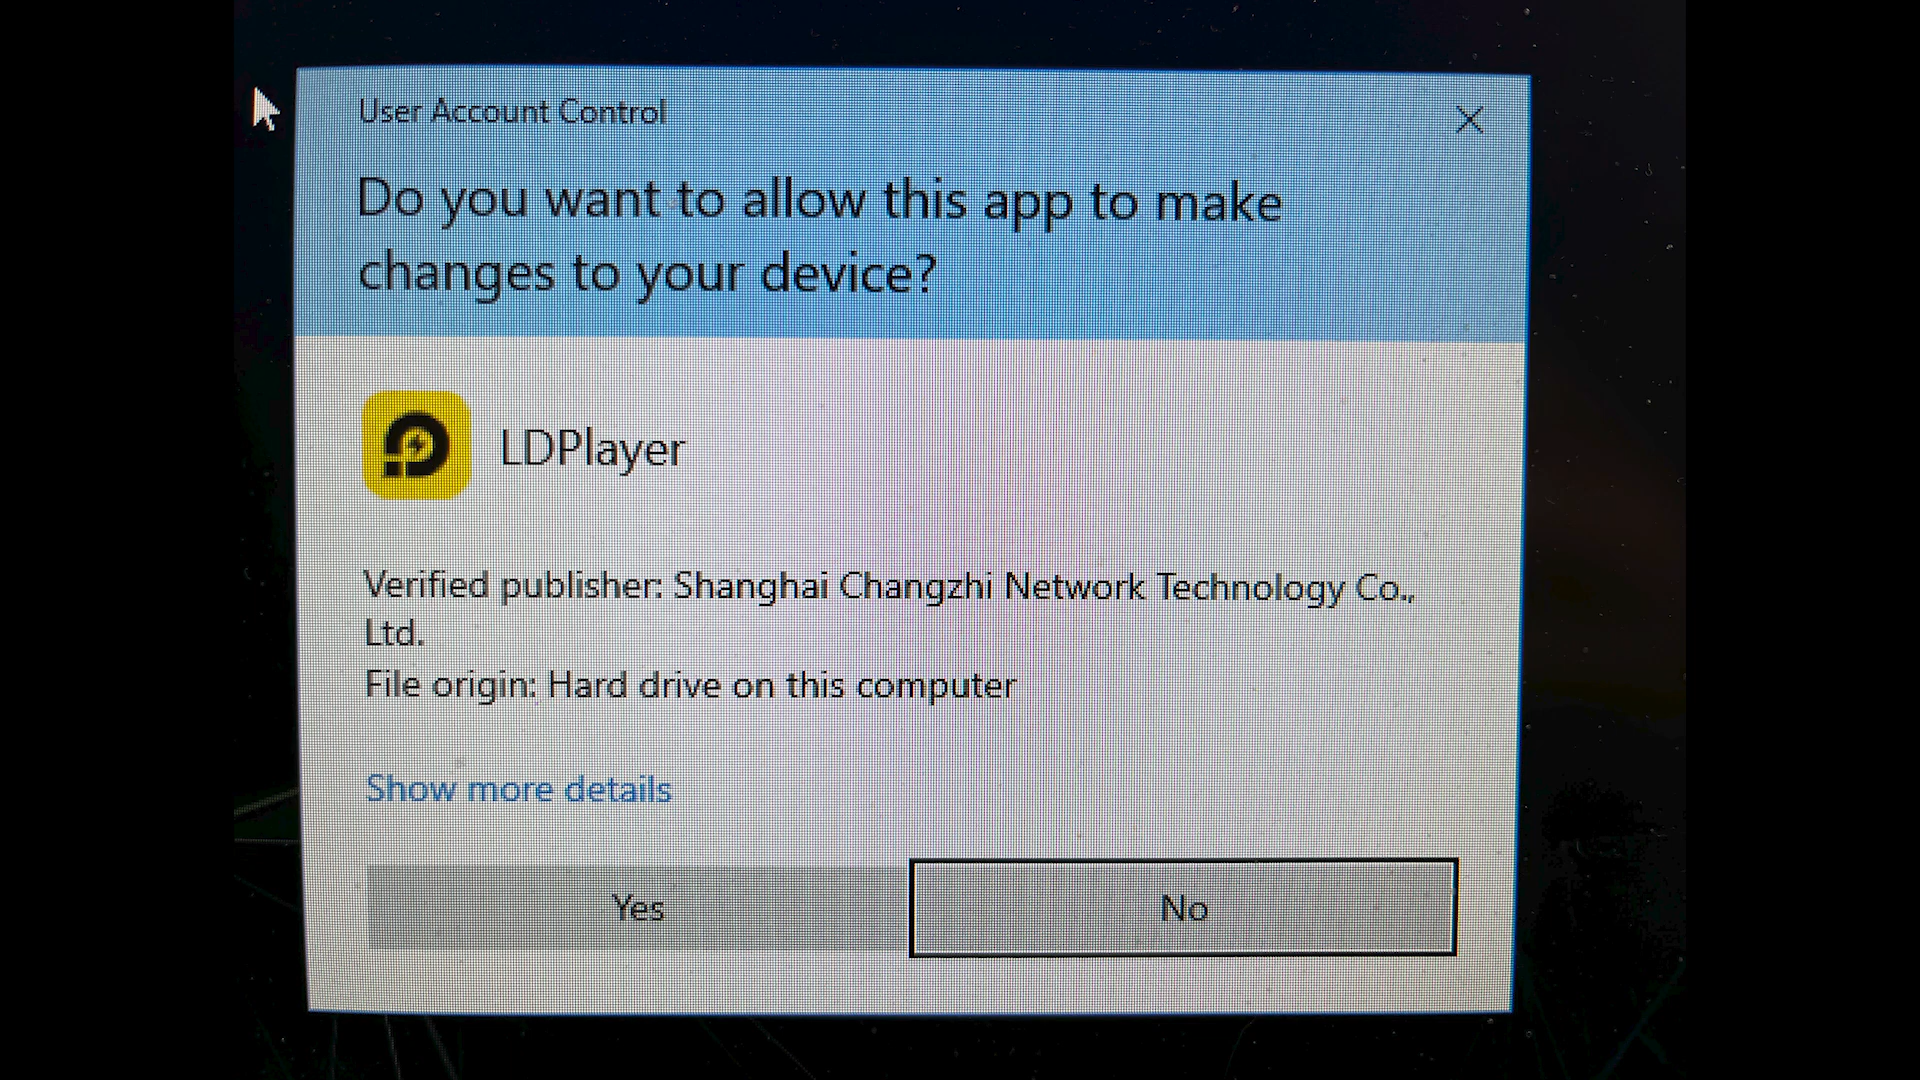 User Account Control
Do you want to allow this app to make
changes to your device?
LDPlayer
Verified publisher: Shanghai Changzhi Network Technology Co.,
Ltd.
File origin: Hard drive on this computer
Show more details
Yes
No